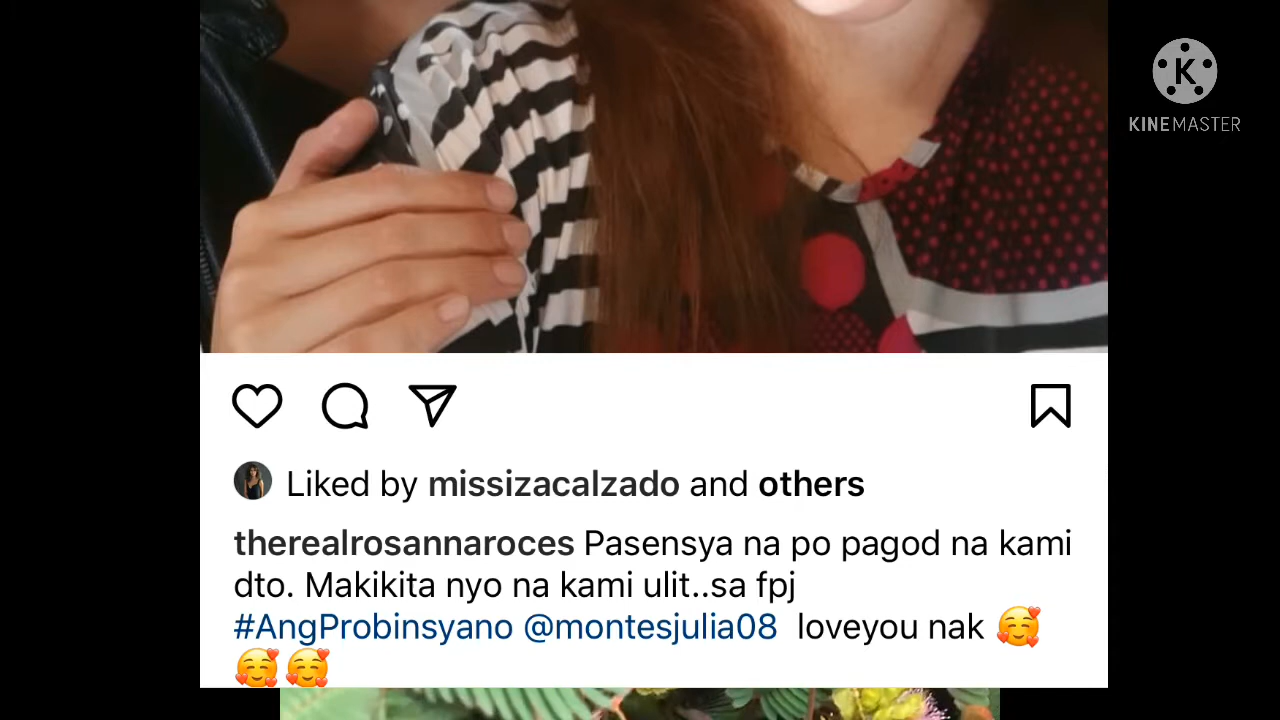 K
KINEMASTER
Liked by missizacalzado and others
therealrosannaroces Pasensya na po pagod na kami
dto. Makikita nyo na kami ulit..sa fpj
#AngProbinsyano @montesjulia08 loveyou nak 🥰
🥰 🥰